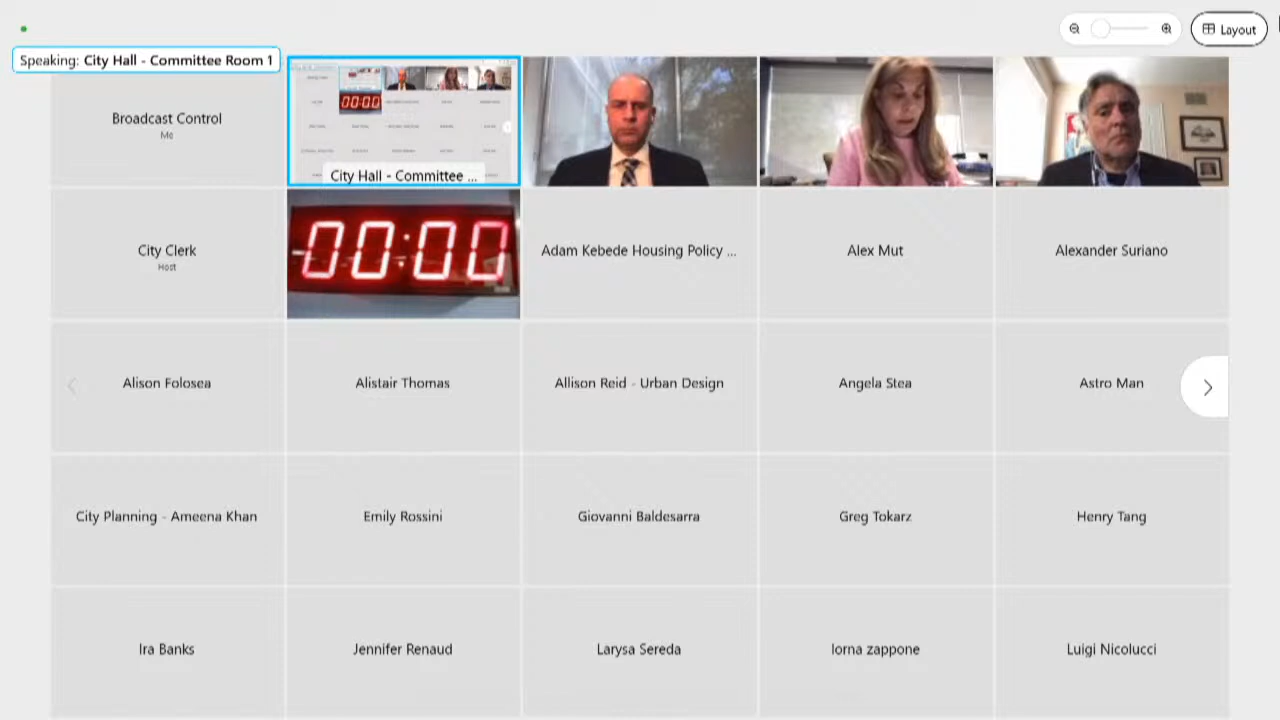 Layout
Speaking: City Hall - Committee Room 1
Broadcast Control
Me
City Hall - Committee ...
00:00
City Clerk
Host
00:00
Adam Kebede Housing Policy ...
Alex Mut
Alexander Suriano
Alison Folosea
Alistair Thomas
Allison Reid - Urban Design
Angela Stea
Astro Man
City Planning - Ameena Khan
Emily Rossini
Giovanni Baldesarra
Greg Tokarz
Henry Tang
Ira Banks
Jennifer Renaud
Larysa Sereda
lorna zappone
Luigi Nicolucci